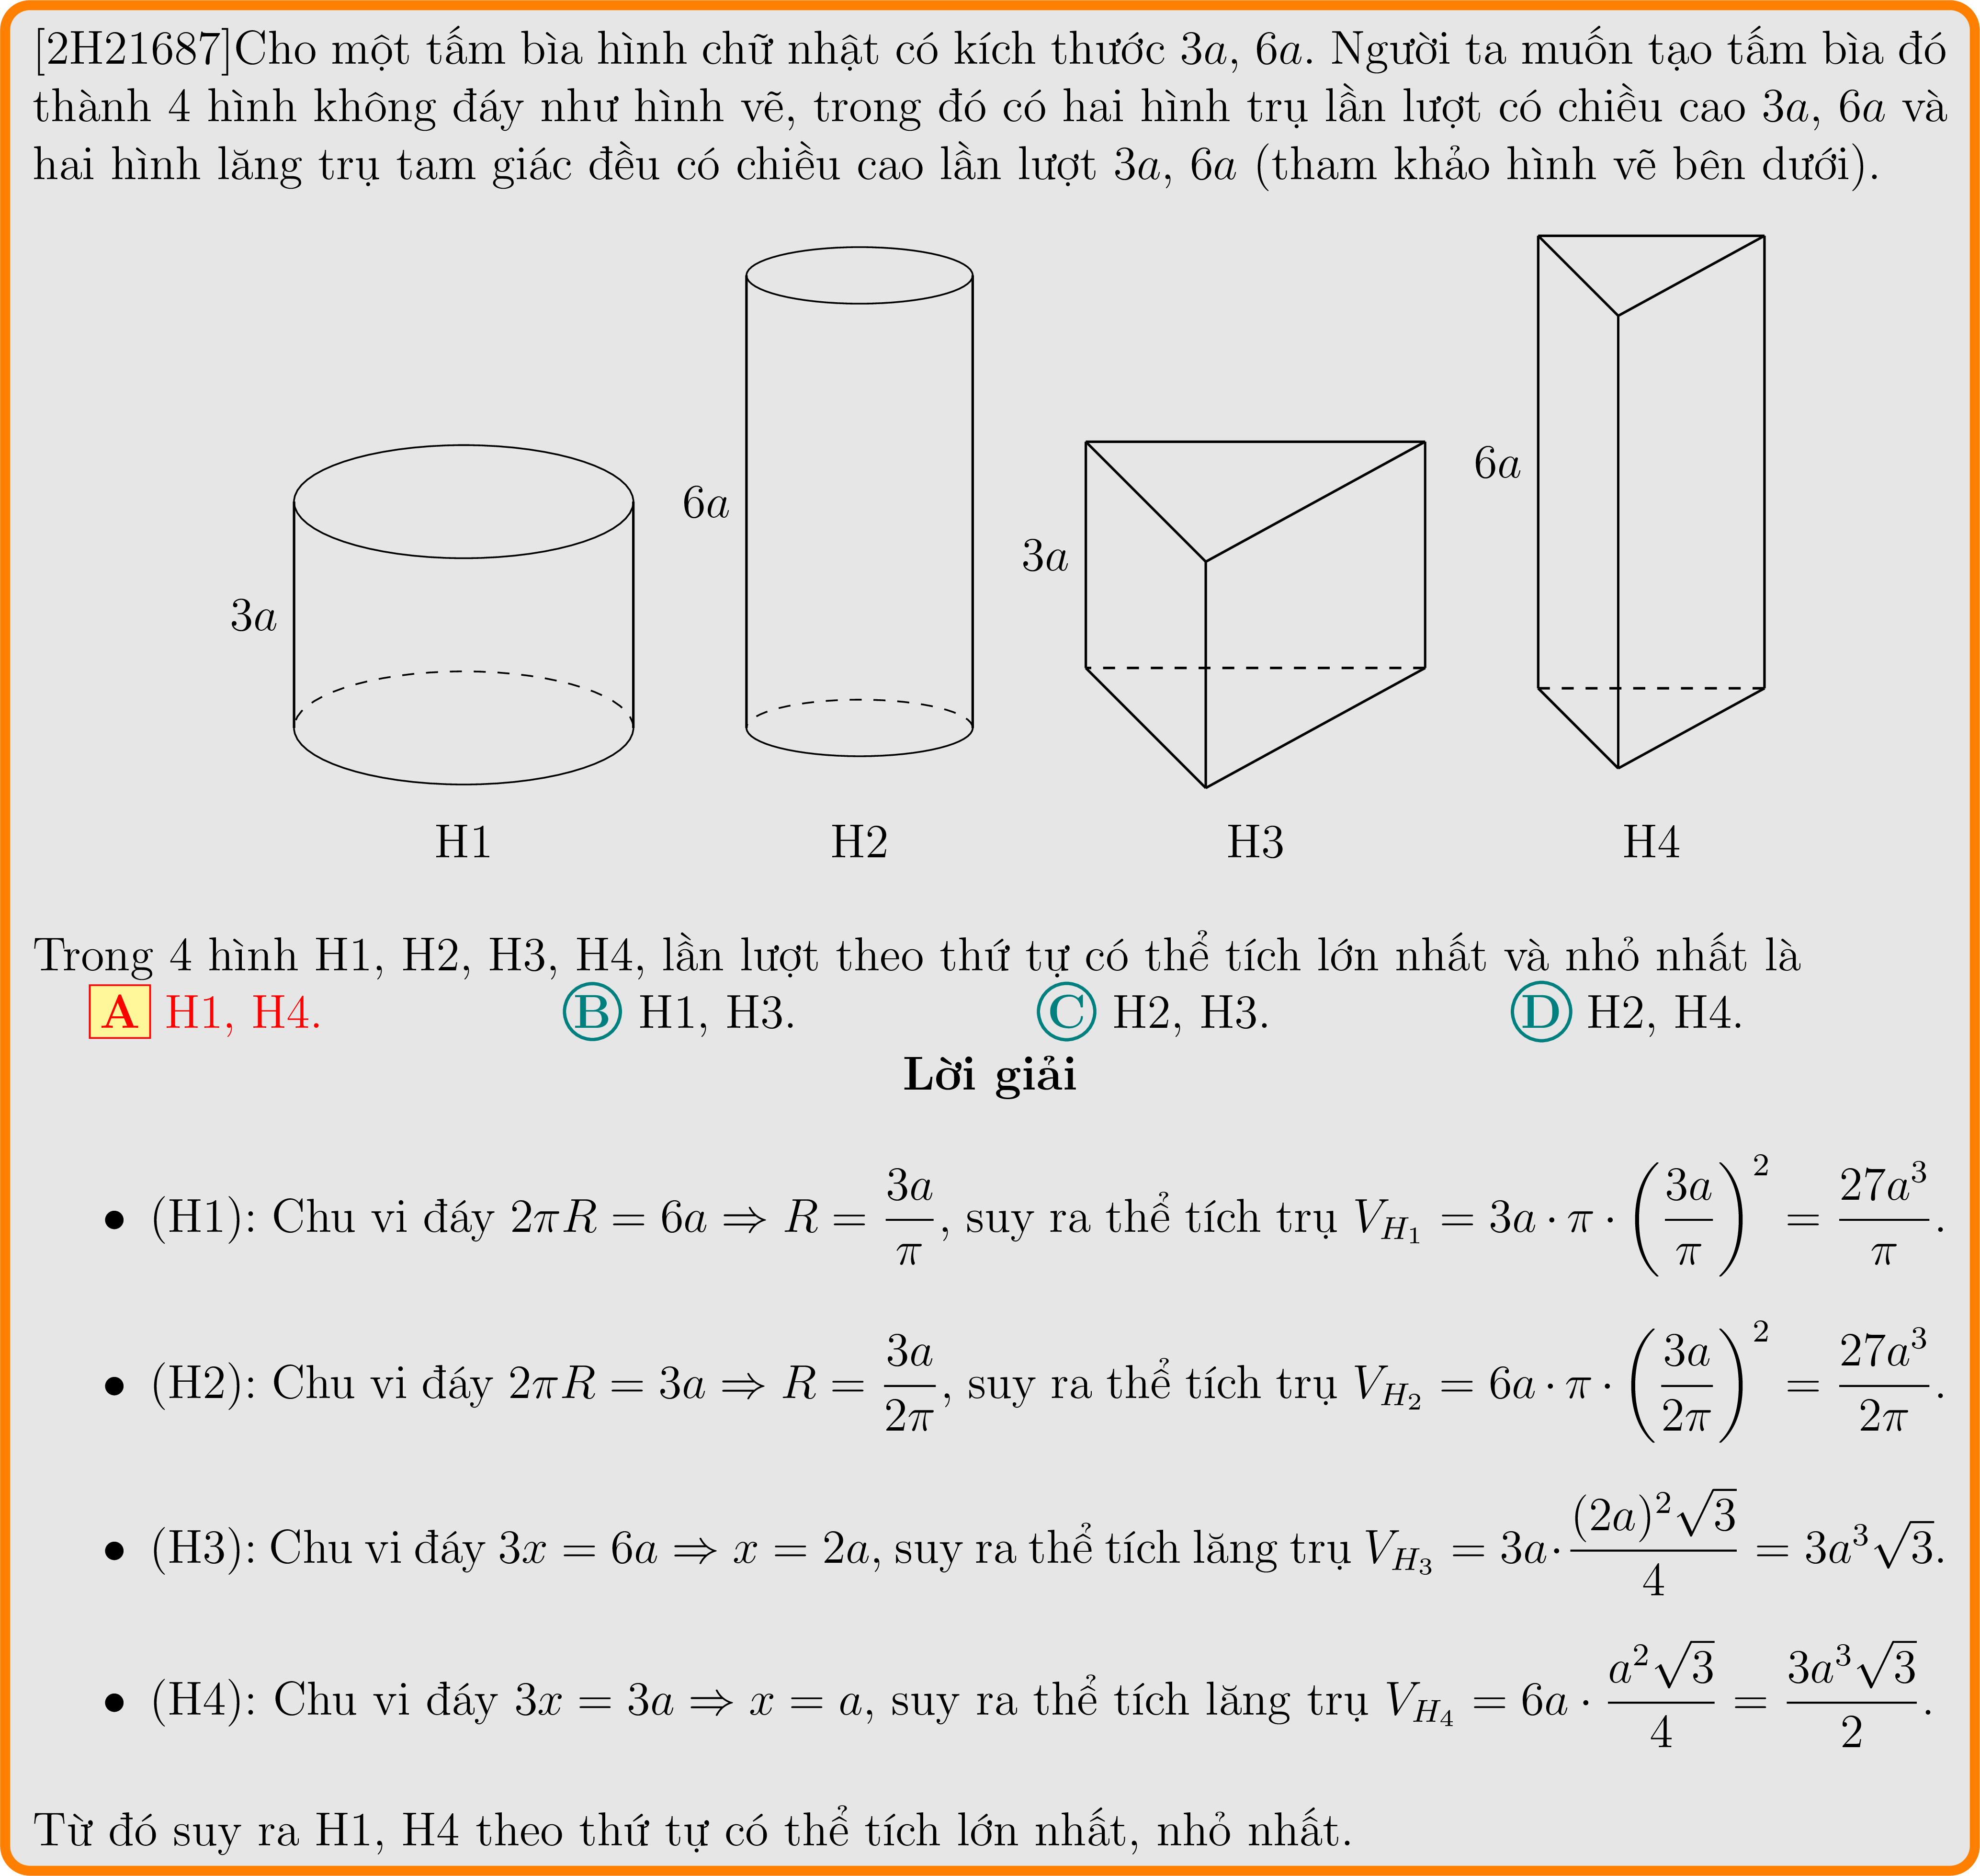 [2H21687]Cho một tấm bìa hình chữ nhật có kích thước 3a, 6a. Người ta muốn tạo tấm bìa đó
thành 4 hình không đáy như hình vẽ, trong đó có hai hình trụ lần lượt có chiều cao 3a, 6a và
hai hình lăng trụ tam giác đều có chiều cao lần lượt 3a, 6a (tham khảo hình vẽ bên dưới).
3a
6a
3a
6a
H1 H2 H3 H4
Trong 4 hình H1, H2, H3, H4, lần lượt theo thứ tự có thể tích lớn nhất và nhỏ nhất là
A H1, H4. B H1, H3. C H2, H3. D H2, H4.
Lời giải
• (H1): Chu vi đáy $2\pi R = 6a \Rightarrow R = \frac{3a}{\pi}$, suy ra thể tích trụ $V_{H_1} = 3a \cdot \pi \cdot \left(\frac{3a}{\pi}\right)^2 = \frac{27a^3}{\pi}$.
• (H2): Chu vi đáy $2\pi R = 3a \Rightarrow R = \frac{3a}{2\pi}$, suy ra thể tích trụ $V_{H_2} = 6a \cdot \pi \cdot \left(\frac{3a}{2\pi}\right)^2 = \frac{27a^3}{2\pi}$.
• (H3): Chu vi đáy $3x = 6a \Rightarrow x = 2a$, suy ra thể tích lăng trụ $V_{H_3} = 3a \cdot \frac{(2a)^2\sqrt{3}}{4} = 3a^3\sqrt{3}$.
• (H4): Chu vi đáy $3x = 3a \Rightarrow x = a$, suy ra thể tích lăng trụ $V_{H_4} = 6a \cdot \frac{a^2\sqrt{3}}{4} = \frac{3a^3\sqrt{3}}{2}$.
Từ đó suy ra H1, H4 theo thứ tự có thể tích lớn nhất, nhỏ nhất.